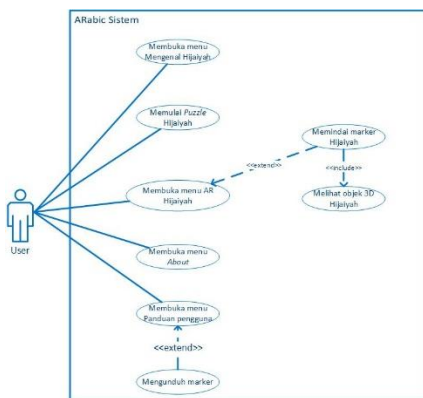 ARabic Sistem
Membuka menu
Mengenal Hijaiyah
Memulai Puzzle
Hijaiyah
Memindai marker
Hijaiyah
<<extend>>
<<include>>
Membuka menu AR
Hijaiyah
Melihat objek 3D
Hijaiyah
User
Membuka menu
About
Membuka menu
Panduan pengguna
<<extend>>
Mengunduh marker